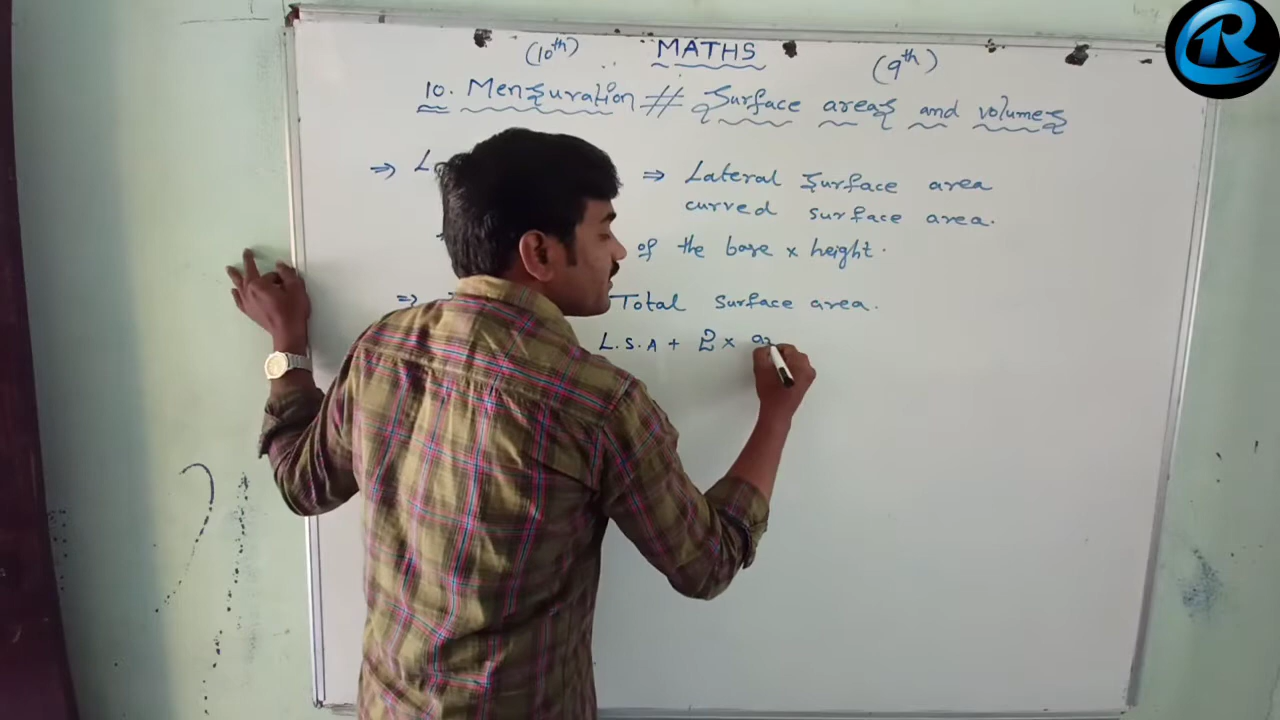 (10th) MATHS (9th)
10. Mensuration # Surface areas and volumes
⇒ L ⇒ Lateral surface area
curved surface area.
of the base × height.
⇒ Total surface area.
L.S.A + 2 ×
R